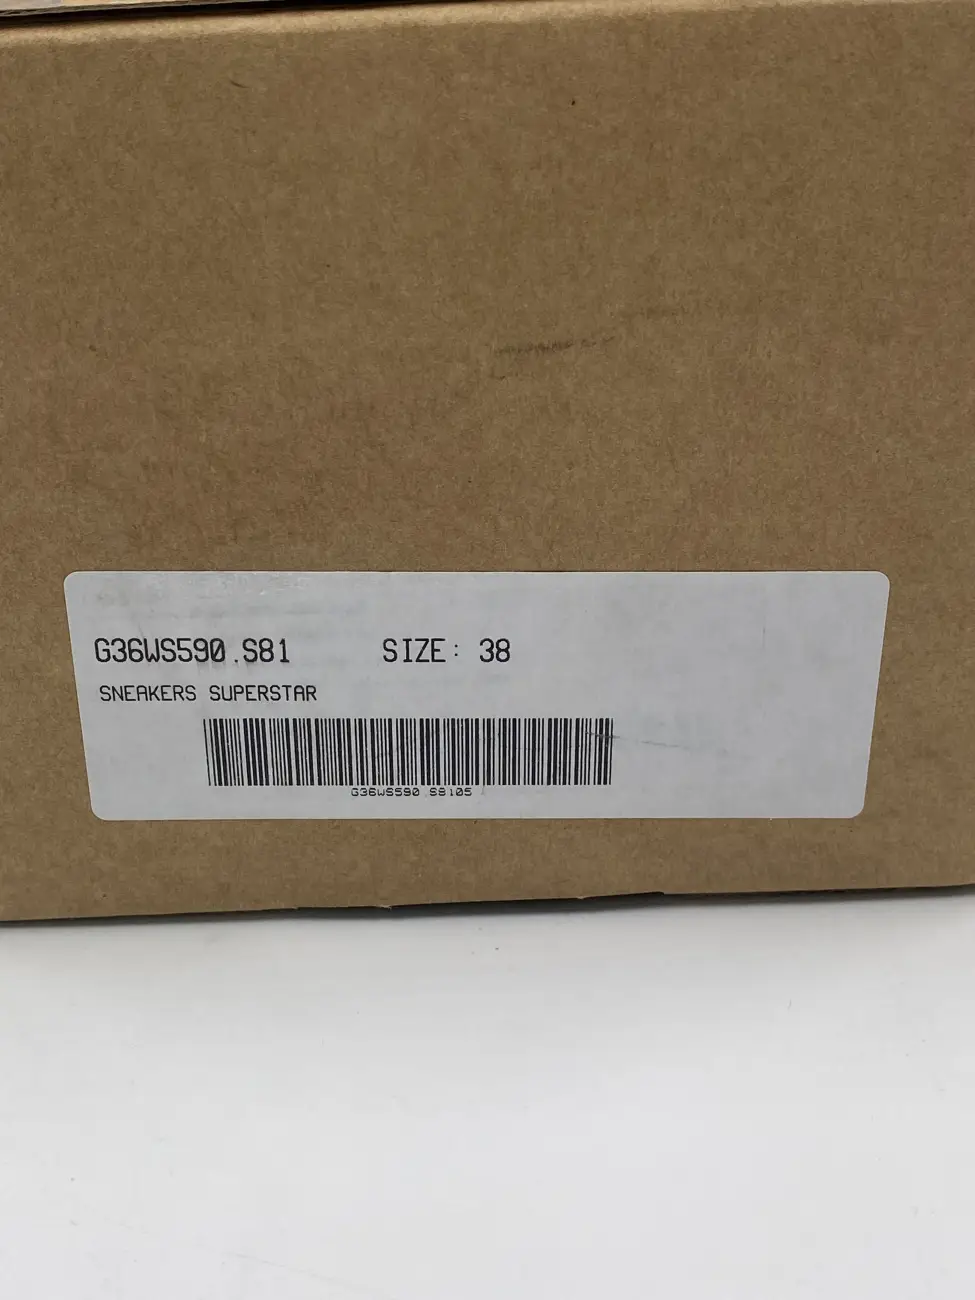 G36WS590.S81 SIZE: 38
SNEAKERS SUPERSTAR
G36WS590.S8105